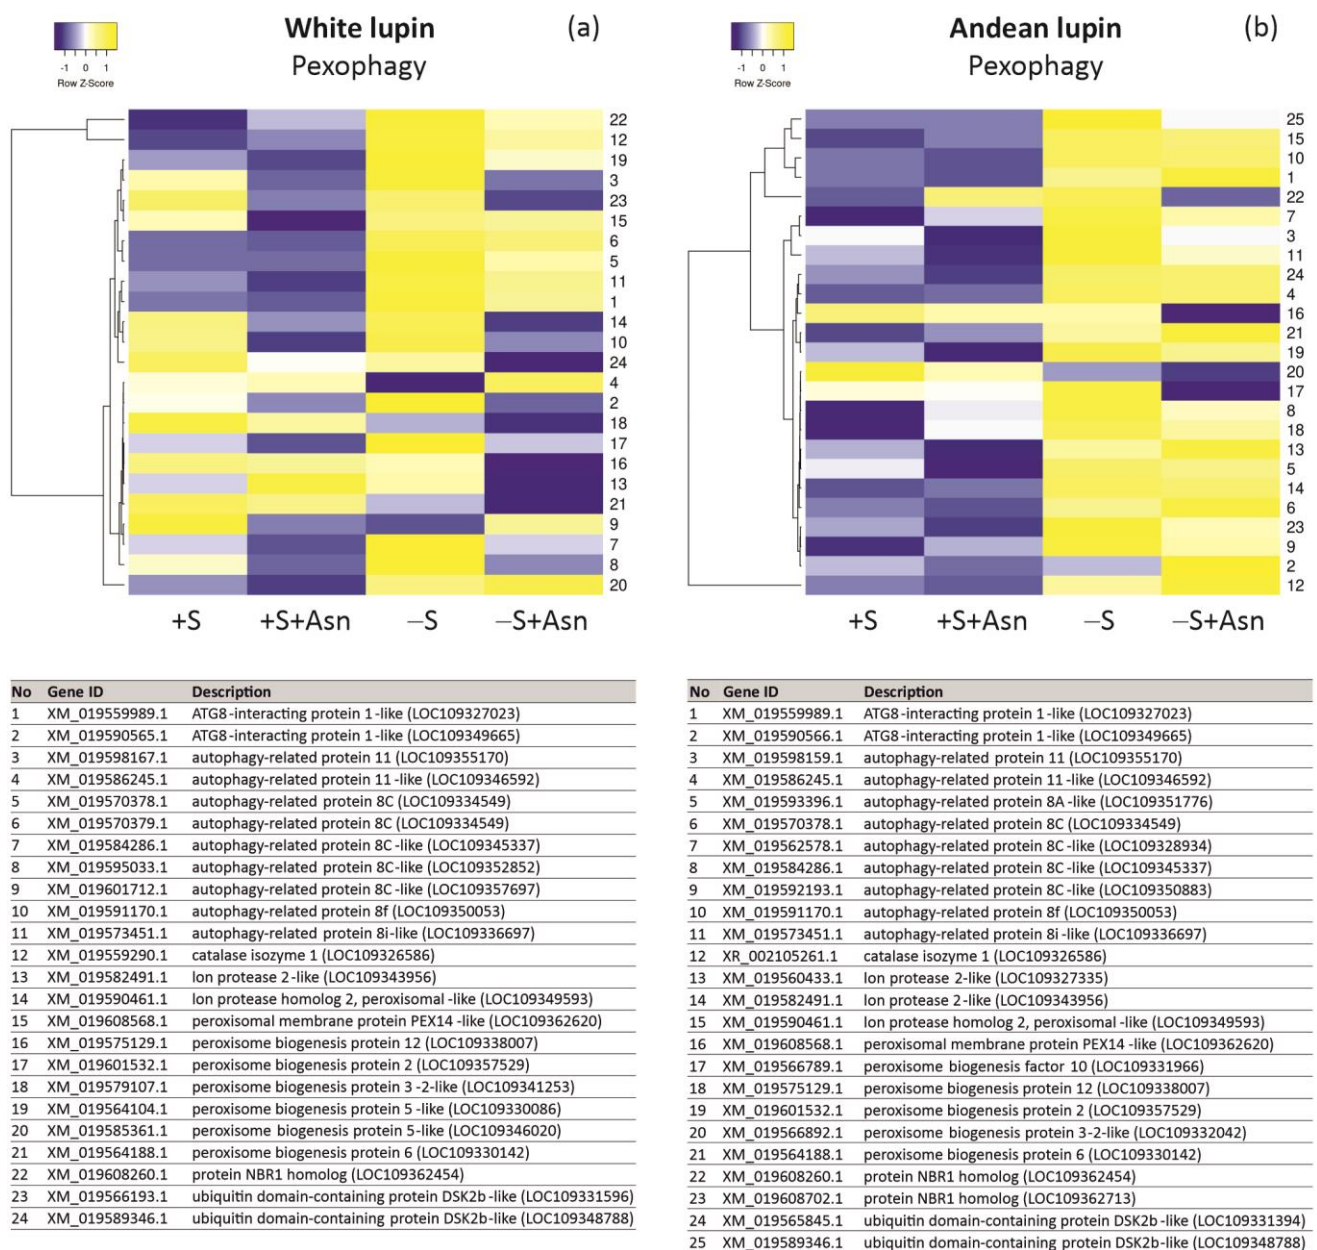 White lupin (a)
Pexophagy
-1 0 1
Row Z-Score
22
12
19
3
23
15
6
5
11
1
14
10
24
4
2
18
17
16
13
21
9
7
8
20
+S +S+Asn –S –S+Asn
No Gene ID Description
1 XM_019559989.1 ATG8-interacting protein 1-like (LOC109327023)
2 XM_019590565.1 ATG8-interacting protein 1-like (LOC109349665)
3 XM_019598167.1 autophagy-related protein 11 (LOC109355170)
4 XM_019586245.1 autophagy-related protein 11-like (LOC109346592)
5 XM_019570378.1 autophagy-related protein 8C (LOC109334549)
6 XM_019570379.1 autophagy-related protein 8C (LOC109334549)
7 XM_019584286.1 autophagy-related protein 8C-like (LOC109345337)
8 XM_019595033.1 autophagy-related protein 8C-like (LOC109352852)
9 XM_019601712.1 autophagy-related protein 8C-like (LOC109357697)
10 XM_019591170.1 autophagy-related protein 8f (LOC109350053)
11 XM_019573451.1 autophagy-related protein 8i-like (LOC109336697)
12 XM_019559290.1 catalase isozyme 1 (LOC109326586)
13 XM_019582491.1 lon protease 2-like (LOC109343956)
14 XM_019590461.1 lon protease homolog 2, peroxisomal-like (LOC109349593)
15 XM_019608568.1 peroxisomal membrane protein PEX14-like (LOC109362620)
16 XM_019575129.1 peroxisome biogenesis protein 12 (LOC109338007)
17 XM_019601532.1 peroxisome biogenesis protein 2 (LOC109357529)
18 XM_019579107.1 peroxisome biogenesis protein 3-2-like (LOC109341253)
19 XM_019564104.1 peroxisome biogenesis protein 5-like (LOC109330086)
20 XM_019585361.1 peroxisome biogenesis protein 5-like (LOC109346020)
21 XM_019564188.1 peroxisome biogenesis protein 6 (LOC109330142)
22 XM_019608260.1 protein NBR1 homolog (LOC109362454)
23 XM_019566193.1 ubiquitin domain-containing protein DSK2b-like (LOC109331596)
24 XM_019589346.1 ubiquitin domain-containing protein DSK2b-like (LOC109348788)
Andean lupin (b)
Pexophagy
-1 0 1
Row Z-Score
25
15
10
1
22
7
3
11
24
4
16
21
19
20
17
8
18
13
5
14
6
23
9
2
12
+S +S+Asn –S –S+Asn
No Gene ID Description
1 XM_019559989.1 ATG8-interacting protein 1-like (LOC109327023)
2 XM_019590566.1 ATG8-interacting protein 1-like (LOC109349665)
3 XM_019598159.1 autophagy-related protein 11 (LOC109355170)
4 XM_019586245.1 autophagy-related protein 11-like (LOC109346592)
5 XM_019593396.1 autophagy-related protein 8A-like (LOC109351776)
6 XM_019570378.1 autophagy-related protein 8C (LOC109334549)
7 XM_019562578.1 autophagy-related protein 8C-like (LOC109328934)
8 XM_019584286.1 autophagy-related protein 8C-like (LOC109345337)
9 XM_019592193.1 autophagy-related protein 8C-like (LOC109350883)
10 XM_019591170.1 autophagy-related protein 8f (LOC109350053)
11 XM_019573451.1 autophagy-related protein 8i-like (LOC109336697)
12 XR_002105261.1 catalase isozyme 1 (LOC109326586)
13 XM_019560433.1 lon protease 2-like (LOC109327335)
14 XM_019582491.1 lon protease 2-like (LOC109343956)
15 XM_019590461.1 lon protease homolog 2, peroxisomal-like (LOC109349593)
16 XM_019608568.1 peroxisomal membrane protein PEX14-like (LOC109362620)
17 XM_019566789.1 peroxisome biogenesis factor 10 (LOC109331966)
18 XM_019575129.1 peroxisome biogenesis protein 12 (LOC109338007)
19 XM_019601532.1 peroxisome biogenesis protein 2 (LOC109357529)
20 XM_019566892.1 peroxisome biogenesis protein 3-2-like (LOC109332042)
21 XM_019564188.1 peroxisome biogenesis protein 6 (LOC109330142)
22 XM_019608260.1 protein NBR1 homolog (LOC109362454)
23 XM_019608702.1 protein NBR1 homolog (LOC109362713)
24 XM_019565845.1 ubiquitin domain-containing protein DSK2b-like (LOC109331394)
25 XM_019589346.1 ubiquitin domain-containing protein DSK2b-like (LOC109348788)